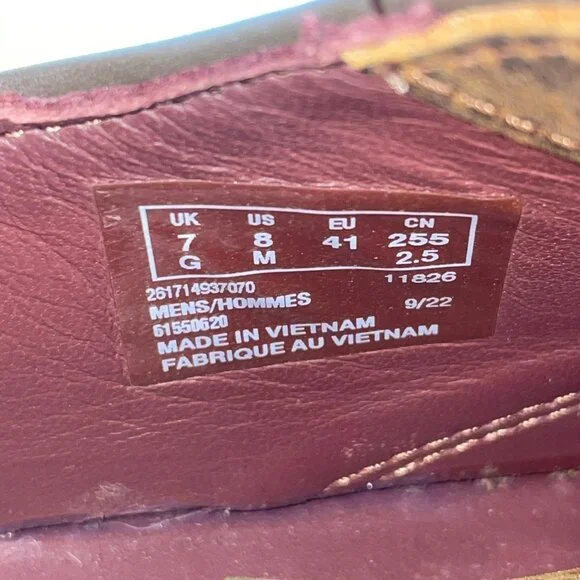 UK US EU CN
7 8 41 255
G M 2.5
261714937070 11826
MENS/HOMMES 9/22
61550620
MADE IN VIETNAM
FABRIQUE AU VIETNAM